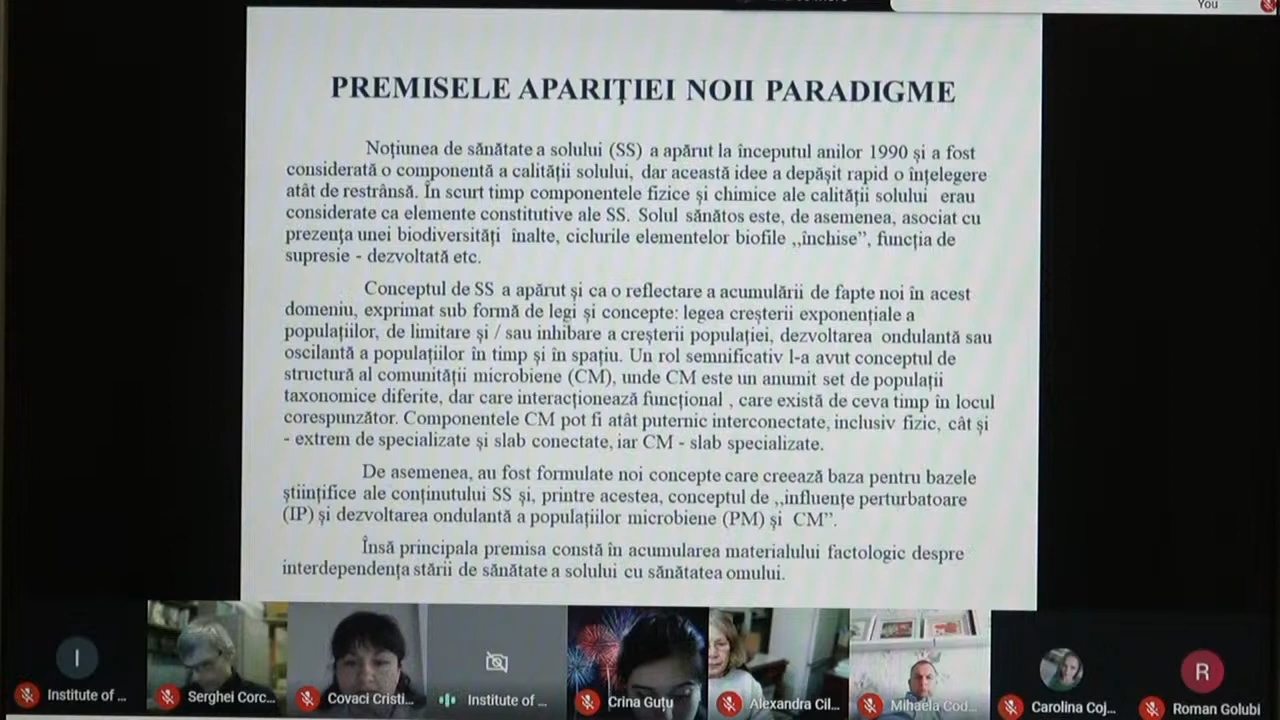 You
PREMISELE APARIȚIEI NOII PARADIGME
Noțiunea de sănătate a solului (SS) a apărut la începutul anilor 1990 și a fost
considerată o componentă a calității solului, dar această idee a depășit rapid o înțelegere
atât de restrânsă. În scurt timp componentele fizice și chimice ale calității solului erau
considerate ca elemente constitutive ale SS. Solul sănătos este, de asemenea, asociat cu
prezența unei biodiversități înalte, ciclurile elementelor biofile ,,închise”, funcția de
supresie - dezvoltată etc.
Conceptul de SS a apărut și ca o reflectare a acumulării de fapte noi în acest
domeniu, exprimat sub formă de legi și concepte: legea creșterii exponențiale a
populațiilor, de limitare și / sau inhibare a creșterii populației, dezvoltarea ondulantă sau
oscilantă a populațiilor în timp și în spațiu. Un rol semnificativ l-a avut conceptul de
structură al comunității microbiene (CM), unde CM este un anumit set de populații
taxonomice diferite, dar care interacționează funcțional , care există de ceva timp în locul
corespunzător. Componentele CM pot fi atât puternic interconectate, inclusiv fizic, cât și
- extrem de specializate și slab conectate, iar CM - slab specializate.
De asemenea, au fost formulate noi concepte care creează baza pentru bazele
științifice ale conținutului SS și, printre acestea, conceptul de ,,influențe perturbatoare
(IP) și dezvoltarea ondulantă a populațiilor microbiene (PM) și CM”.
Însă principala premisa constă în acumularea materialului factologic despre
interdependența stării de sănătate a solului cu sănătatea omului.
I
R
Institute of ...
Serghei Corc...
Covaci Cristi...
Institute of ...
Crina Guțu
Alexandra Cil...
Mihaela Cod...
Carolina Coj...
Roman Golubi